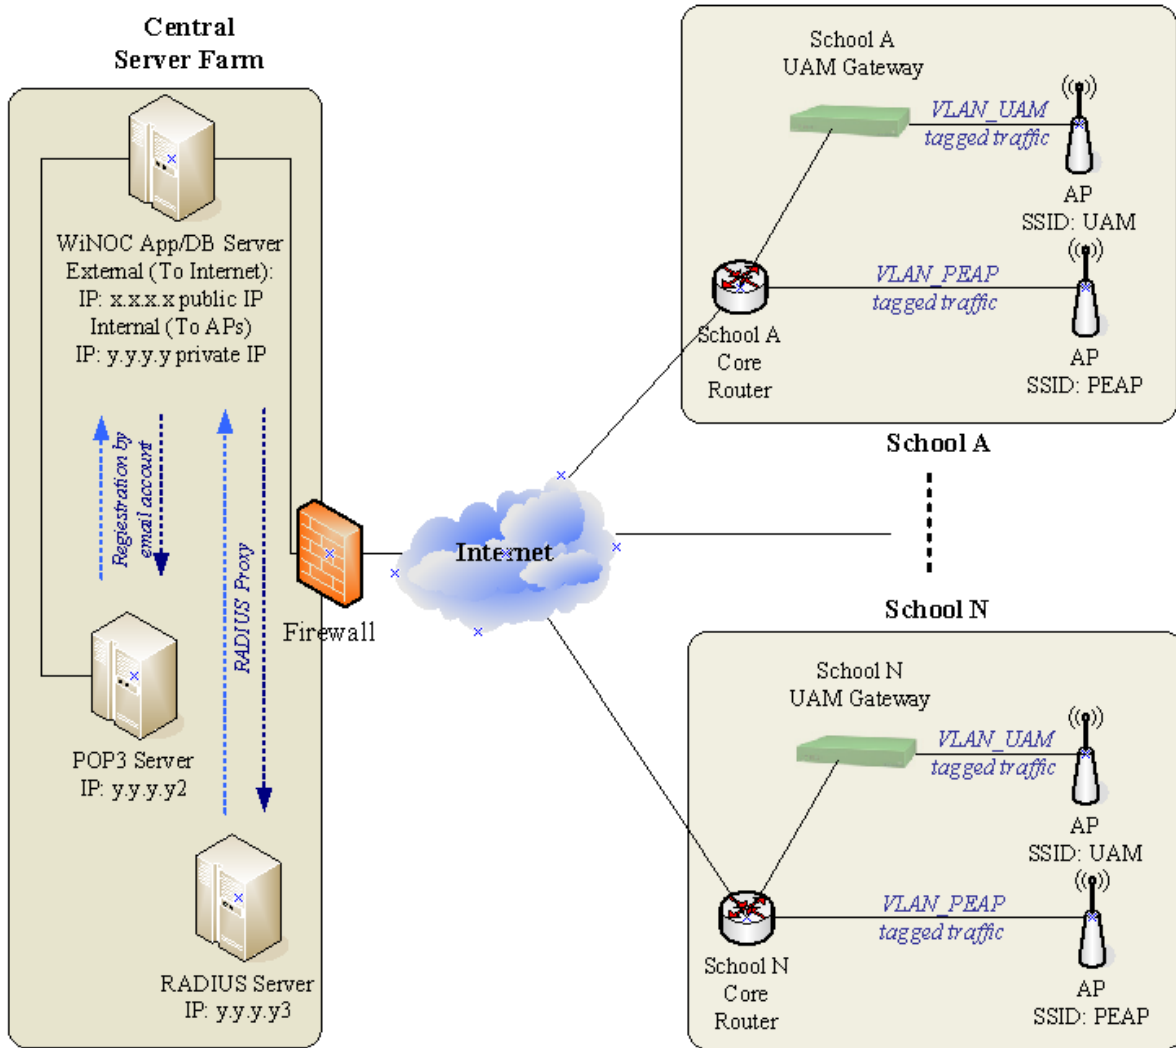 Central
Server Farm
WiNOC App/DB Server
External (To Internet):
IP: x.x.x.x public IP
Internal (To APs)
IP: y.y.y.y private IP
Regiestration by
email account
RADIUS Proxy
POP3 Server
IP: y.y.y.y2
RADIUS Server
IP: y.y.y.y3
Firewall
Internet
School A
UAM Gateway
VLAN_UAM
tagged traffic
AP
SSID: UAM
VLAN_PEAP
tagged traffic
School A
Core
Router
AP
SSID: PEAP
School A
School N
School N
UAM Gateway
VLAN_UAM
tagged traffic
AP
SSID: UAM
VLAN_PEAP
tagged traffic
School N
Core
Router
AP
SSID: PEAP